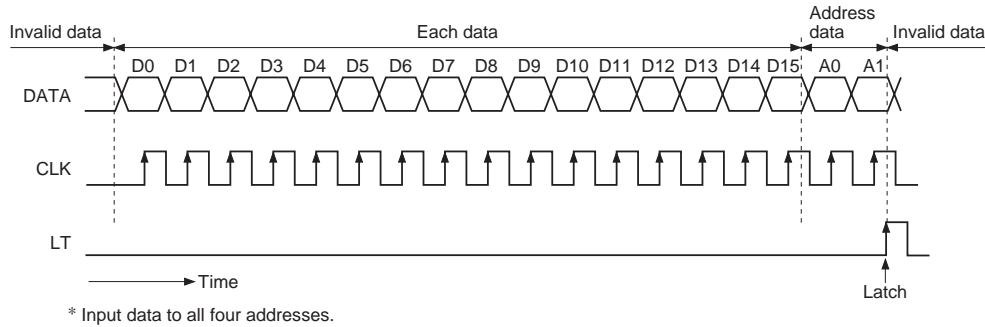 Address
Invalid data Each data data Invalid data
D0 D1 D2 D3 D4 D5 D6 D7 D8 D9 D10 D11 D12 D13 D14 D15 A0 A1
DATA
CLK
LT
Time
Latch
* Input data to all four addresses.